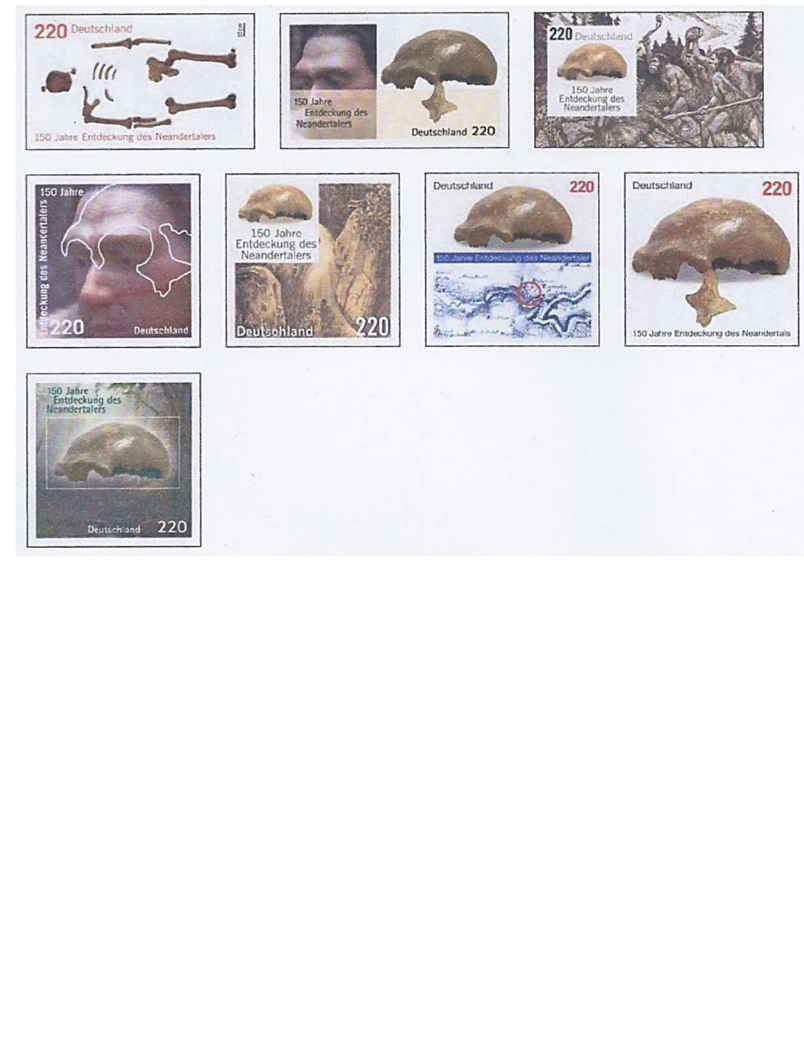 220 Deutschland
10 cm
150 Jahre Entdeckung des Neandertalers
150 Jahre
Entdeckung des
Neandertalers
Deutschland 220
220 Deutschland
150 Jahre
Entdeckung des
Neandertalers
150 Jahre
Entdeckung des Neandertalers
220
Deutschland
150 Jahre
Entdeckung des
Neandertalers
Deutschland 220
Deutschland 220
150 Jahre Entdeckung des Neandertaler
Deutschland 220
150 Jahre Entdeckung des Neandertals
150 Jahre
Entdeckung des
Neandertalers
Deutschland 220